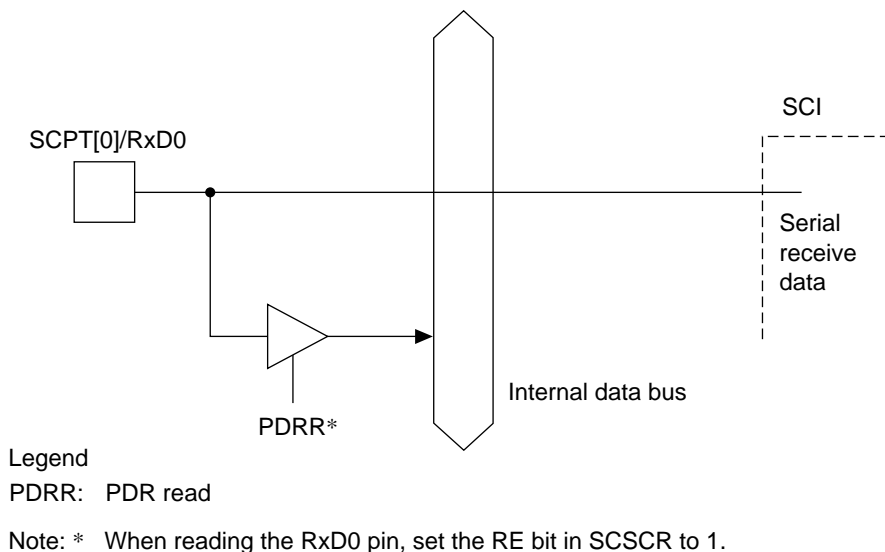 SCPT[0]/RxD0
SCI
Serial
receive
data
Internal data bus
PDRR*
Legend
PDRR: PDR read
Note: * When reading the RxD0 pin, set the RE bit in SCSCR to 1.